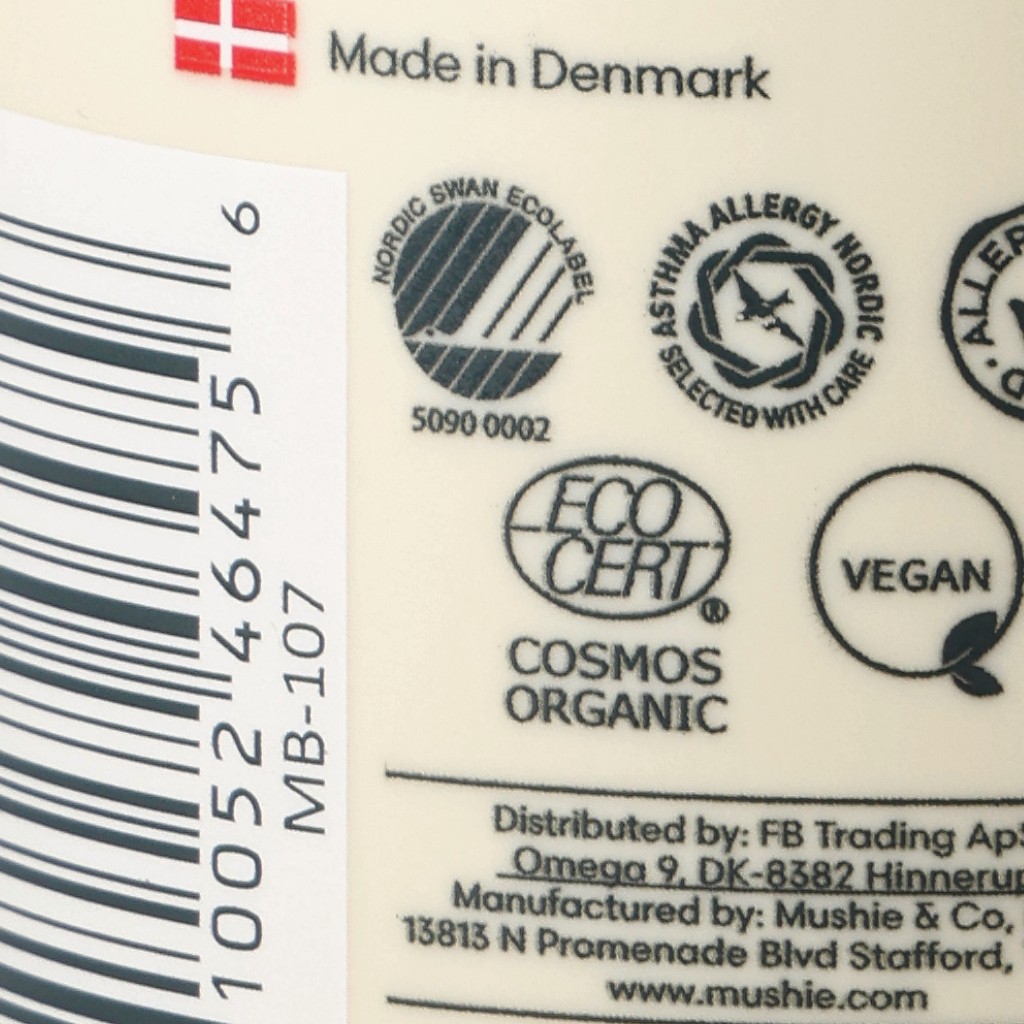 Made in Denmark
NORDIC SWAN ECOLABEL
5090 0002
ASTHMA ALLERGY NORDIC
SELECTED WITH CARE
ECO
CERT®
COSMOS
ORGANIC
VEGAN
Distributed by: FB Trading
Omega 9, DK-8382
Manufactured by: Mushie & Co,
13813 N Promenade Blvd Stafford,
www.mushie.com
10052 46475 6
MB-107